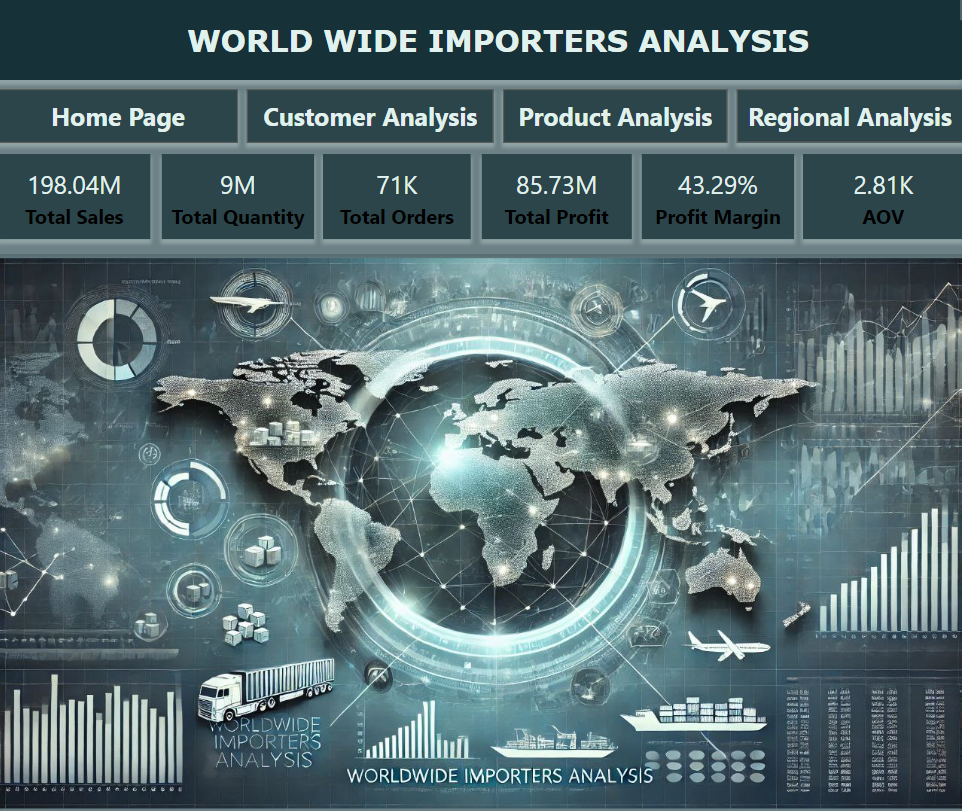 WORLD WIDE IMPORTERS ANALYSIS
Home Page
Customer Analysis
Product Analysis
Regional Analysis
198.04M
Total Sales
9M
Total Quantity
71K
Total Orders
85.73M
Total Profit
43.29%
Profit Margin
2.81K
AOV
WORLDWIDE
IMPORTERS
ANALYSIS
WORLDWIDE IMPORTERS ANALYSIS